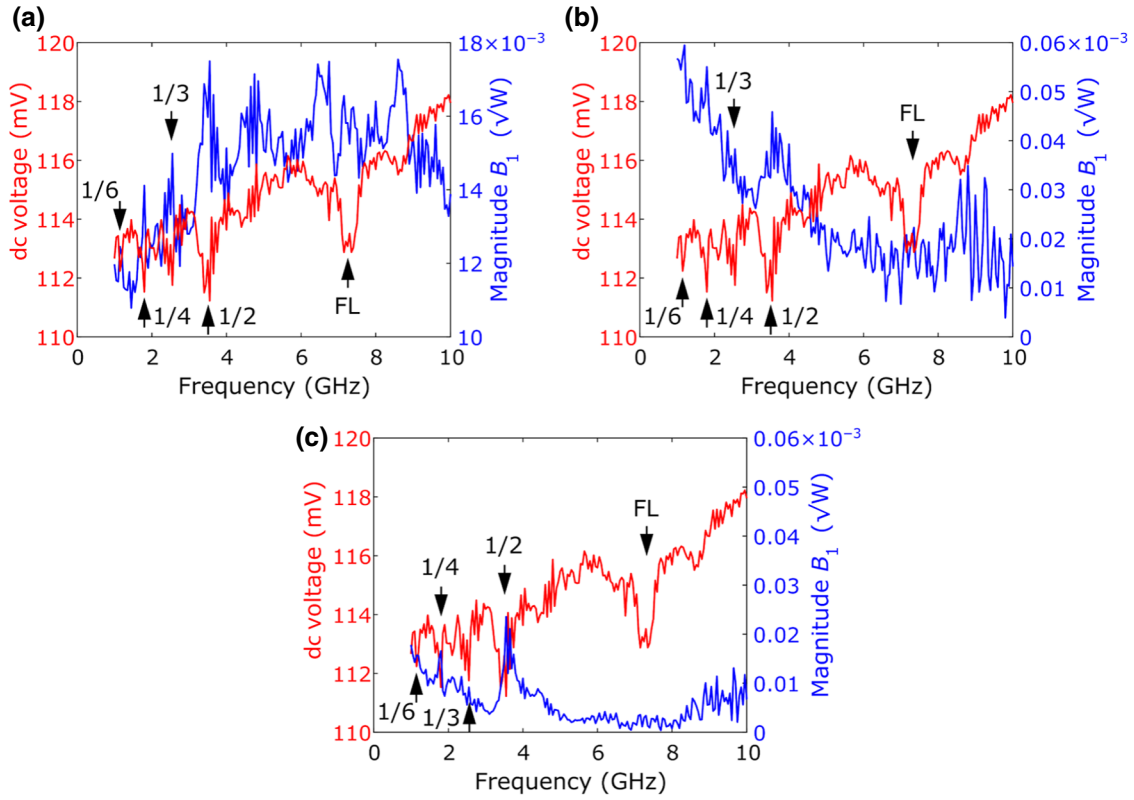 (a)
dc voltage (mV)
120
118
116
114
112
110
1/6
1/3
1/4
1/2
FL
18×10⁻³
16
14
12
10
Magnitude B₁ (√W)
0 2 4 6 8 10
Frequency (GHz)
(b)
dc voltage (mV)
120
118
116
114
112
110
1/3
FL
1/6
1/4
1/2
0.06×10⁻³
0.05
0.04
0.03
0.02
0.01
0
Magnitude B₁ (√W)
0 2 4 6 8 10
Frequency (GHz)
(c)
dc voltage (mV)
120
118
116
114
112
110
FL
1/2
1/4
1/6
1/3
0.06×10⁻³
0.05
0.04
0.03
0.02
0.01
0
Magnitude B₁ (√W)
0 2 4 6 8 10
Frequency (GHz)